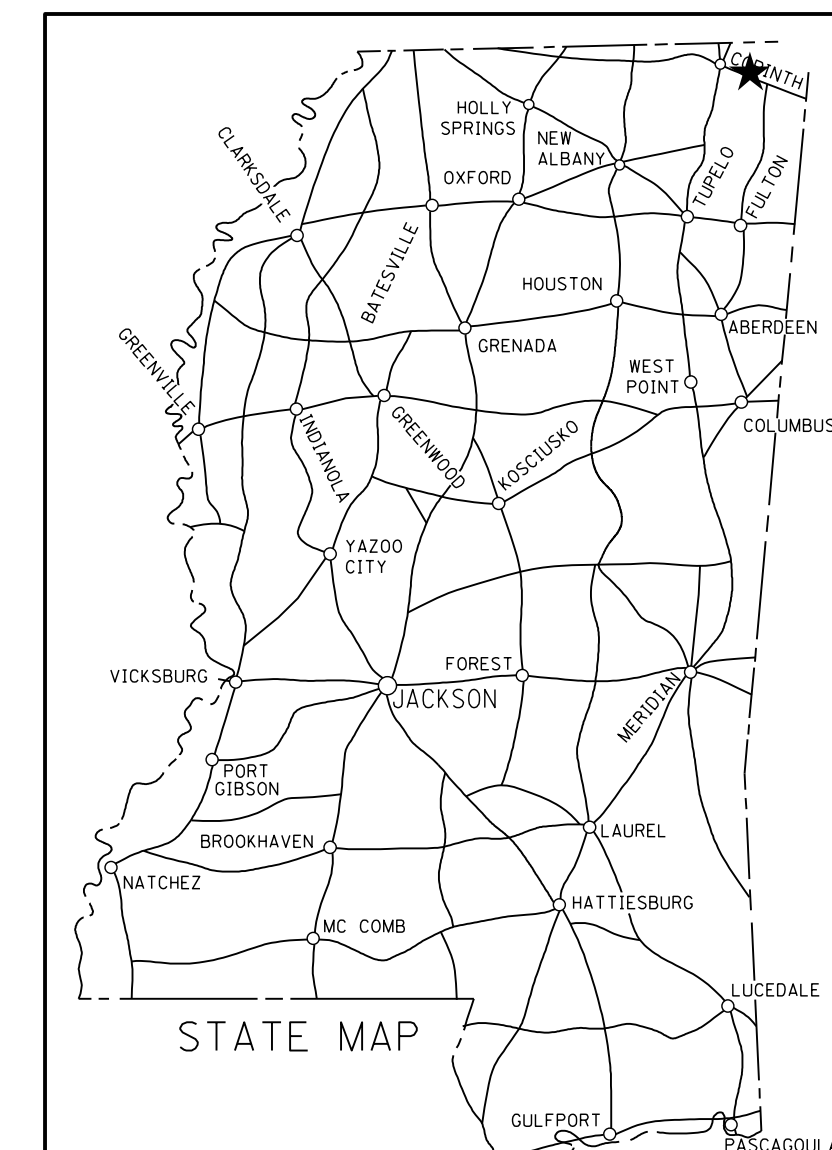 CORINTH
HOLLY
SPRINGS
NEW
ALBANY
CLARKSDALE
OXFORD
TUPELO
FULTON
BATESVILLE
HOUSTON
ABERDEEN
GREENVILLE
GRENADA
WEST
POINT
COLUMBUS
INDIANOLA
GREENWOOD
KOSCIUSKO
YAZOO
CITY
VICKSBURG
FOREST
JACKSON
MERIDIAN
PORT
GIBSON
BROOKHAVEN
LAUREL
NATCHEZ
HATTIESBURG
MC COMB
LUCEDALE
STATE MAP
GULFPORT
PASCAGOULA